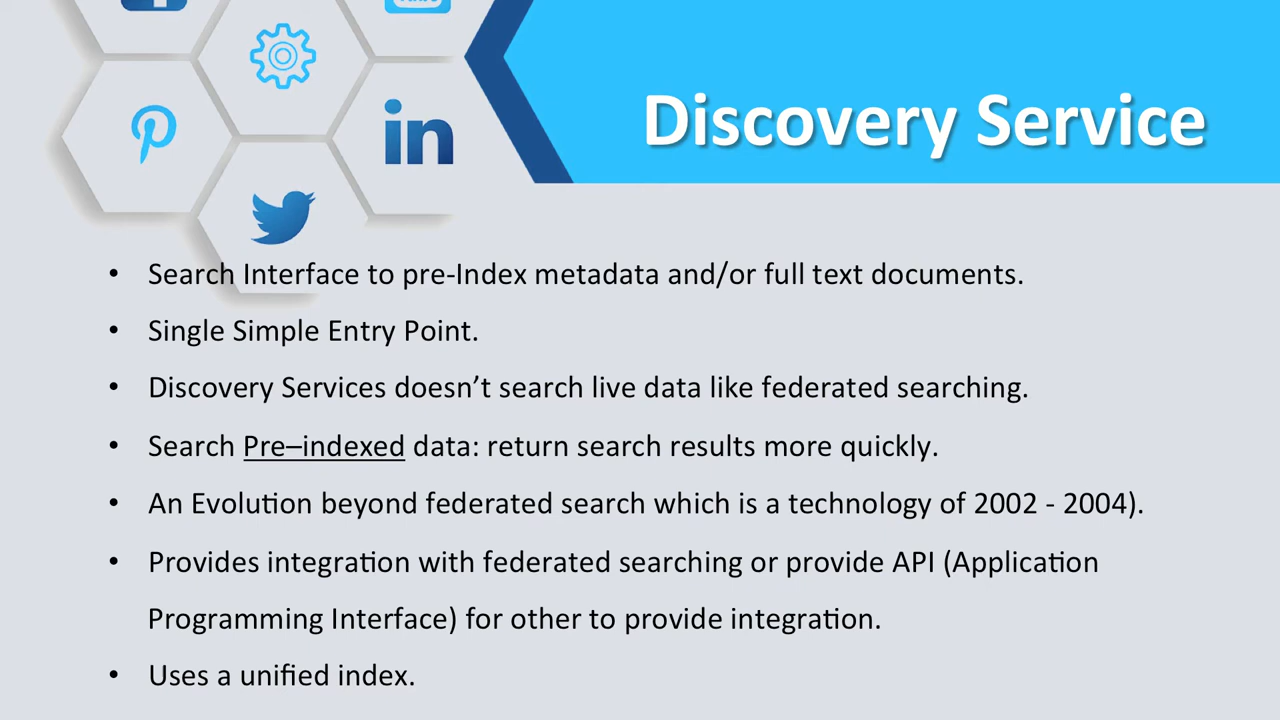 Discovery Service
in
• Search Interface to pre-Index metadata and/or full text documents.
• Single Simple Entry Point.
• Discovery Services doesn’t search live data like federated searching.
• Search Pre–indexed data: return search results more quickly.
• An Evolution beyond federated search which is a technology of 2002 - 2004).
• Provides integration with federated searching or provide API (Application
Programming Interface) for other to provide integration.
• Uses a unified index.